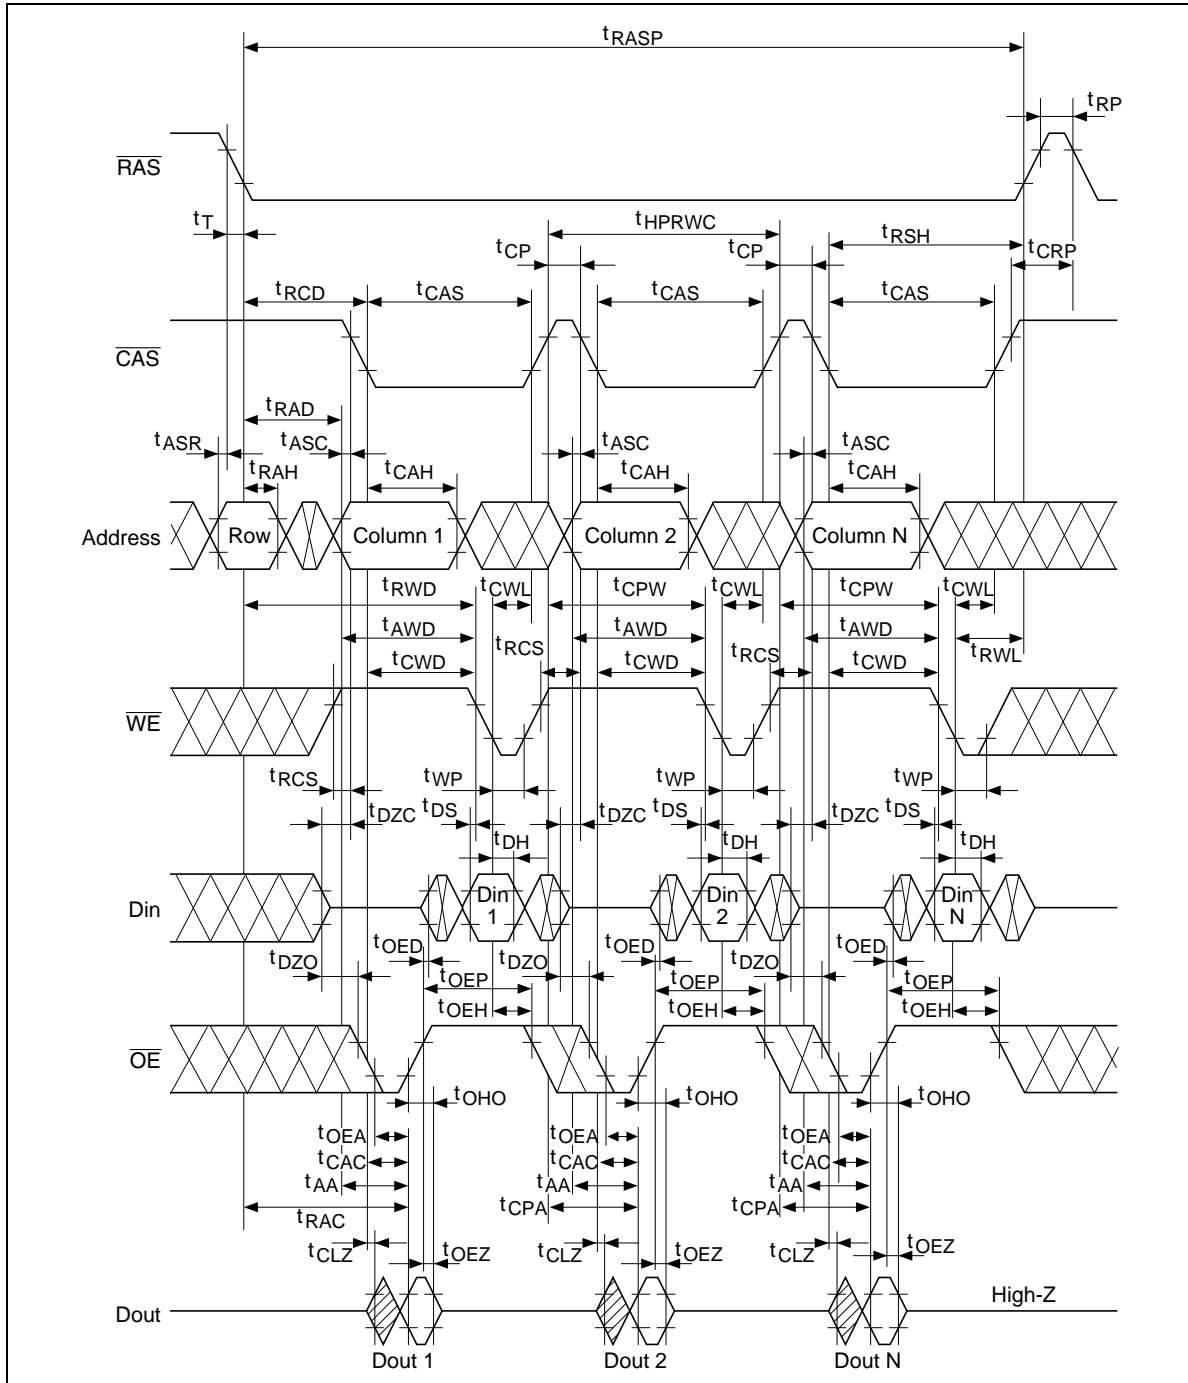 tRASP
tRP
RAS
tT
tHPRWC
tCP
tCP
tRSH
tCRP
tRCD
tCAS
tCAS
tCAS
CAS
tRAD
tASR
tASC
tASC
tASC
tRAH
tCAH
tCAH
tCAH
Address
Row
Column 1
Column 2
Column N
tRWD
tCWL
tCPW
tCWL
tCPW
tCWL
tAWD
tRCS
tAWD
tRCS
tAWD
tRWL
tCWD
tCWD
tCWD
WE
tRCS
tWP
tWP
tWP
tDZC
tDS
tDZC
tDS
tDZC
tDS
tDH
tDH
tDH
Din
Din 1
Din 2
Din N
tDZO
tOED
tDZO
tOED
tDZO
tOED
tOEP
tOEP
tOEP
tOEH
tOEH
tOEH
OE
tOHO
tOHO
tOHO
tOEA
tOEA
tOEA
tCAC
tCAC
tCAC
tAA
tAA
tAA
tRAC
tCPA
tCPA
tCLZ
tOEZ
tCLZ
tOEZ
tCLZ
tOEZ
High-Z
Dout
Dout 1
Dout 2
Dout N